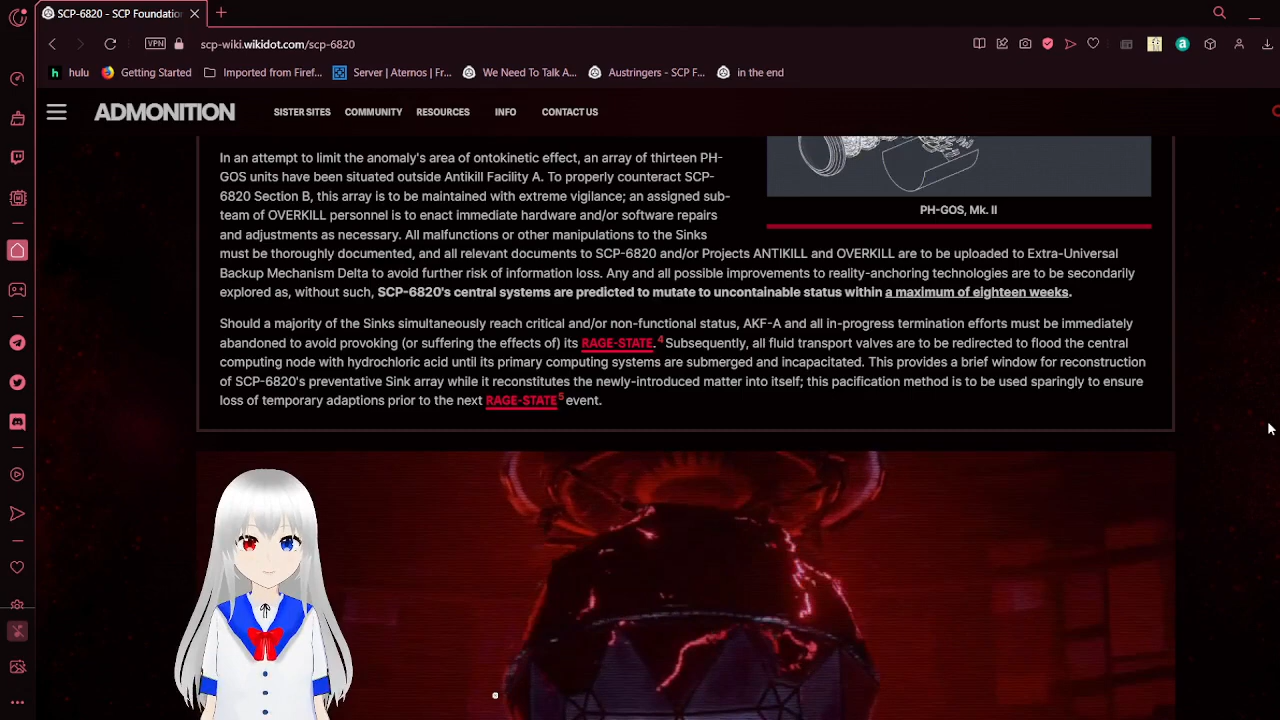 SCP-6820 - SCP Foundation
VPN
scp-wiki.wikidot.com/scp-6820
h hulu Getting Started Imported from Firef... Server | Aternos | Fr... We Need To Talk A... Austringers - SCP F... in the end
ADMONITION SISTER SITES COMMUNITY RESOURCES INFO CONTACT US
In an attempt to limit the anomaly's area of ontokinetic effect, an array of thirteen PH-
GOS units have been situated outside Antikill Facility A. To properly counteract SCP-
6820 Section B, this array is to be maintained with extreme vigilance; an assigned sub-
team of OVERKILL personnel is to enact immediate hardware and/or software repairs
and adjustments as necessary. All malfunctions or other manipulations to the Sinks
must be thoroughly documented, and all relevant documents to SCP-6820 and/or Projects ANTIKILL and OVERKILL are to be uploaded to Extra-Universal
Backup Mechanism Delta to avoid further risk of information loss. Any and all possible improvements to reality-anchoring technologies are to be secondarily
explored as, without such, SCP-6820's central systems are predicted to mutate to uncontainable status within a maximum of eighteen weeks.
PH-GOS, Mk. II
Should a majority of the Sinks simultaneously reach critical and/or non-functional status, AKF-A and all in-progress termination efforts must be immediately
abandoned to avoid provoking (or suffering the effects of) its RAGE-STATE.4 Subsequently, all fluid transport valves are to be redirected to flood the central
computing node with hydrochloric acid until its primary computing systems are submerged and incapacitated. This provides a brief window for reconstruction
of SCP-6820's preventative Sink array while it reconstitutes the newly-introduced matter into itself; this pacification method is to be used sparingly to ensure
loss of temporary adaptions prior to the next RAGE-STATE5 event.